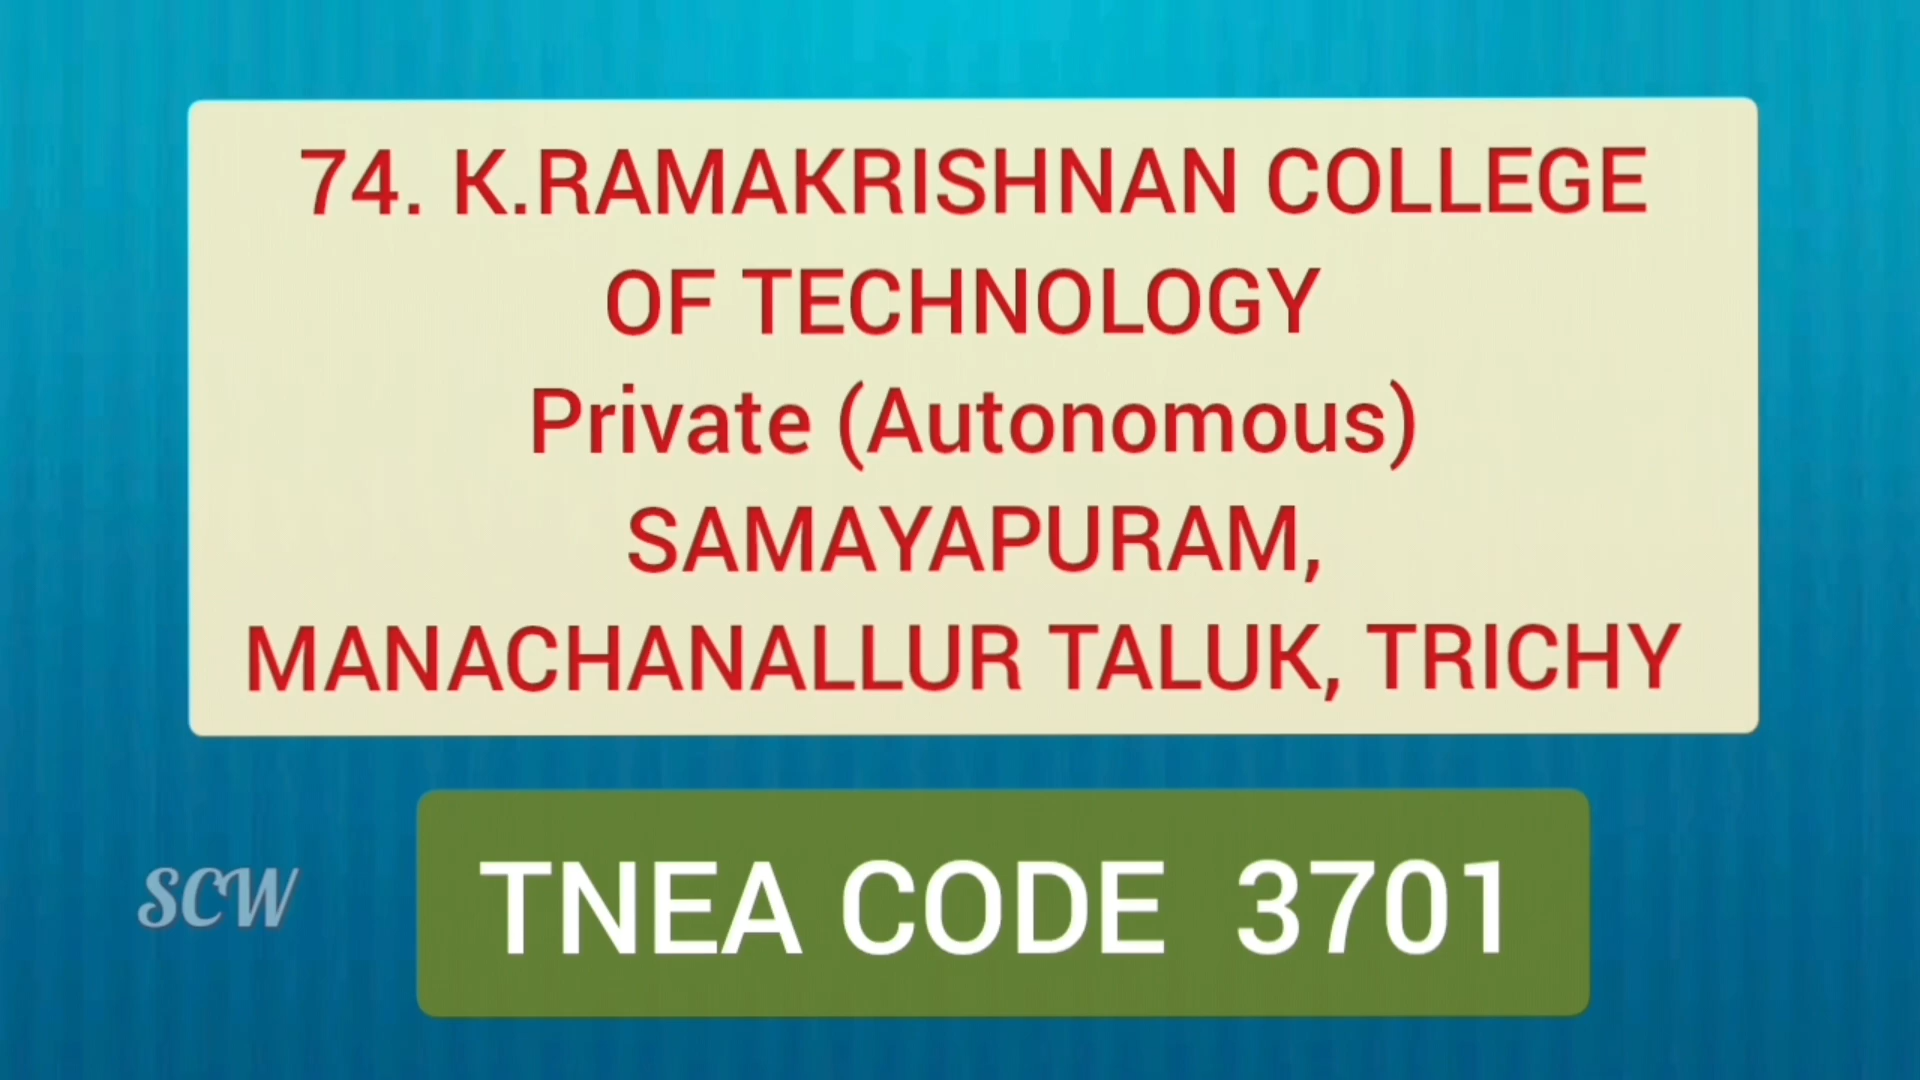 74. K.RAMAKRISHNAN COLLEGE
OF TECHNOLOGY
Private (Autonomous)
SAMAYAPURAM,
MANACHANALLUR TALUK, TRICHY
SCW
TNEA CODE 3701